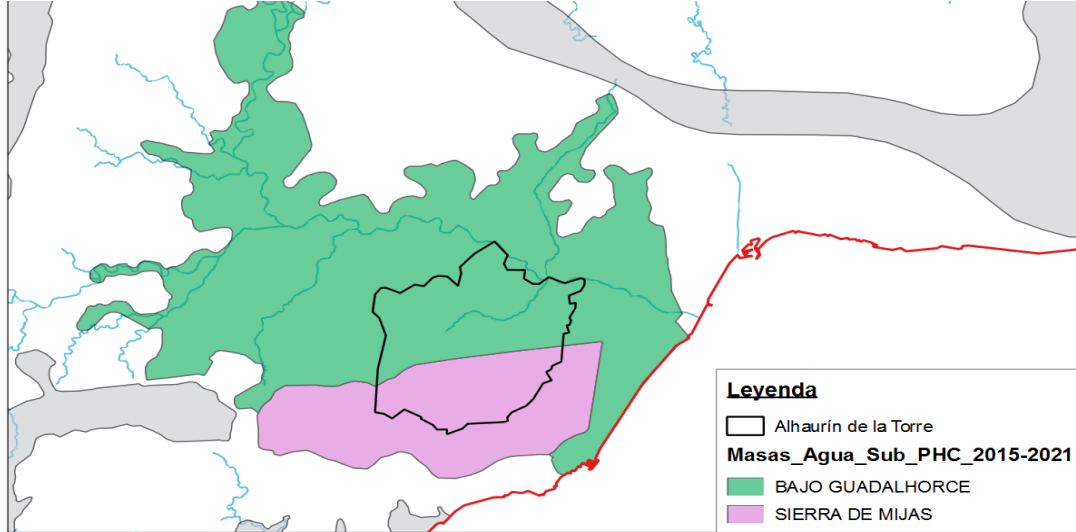 Leyenda
Alhaurín de la Torre
Masas_Agua_Sub_PHC_2015-2021
BAJO GUADALHORCE
SIERRA DE MIJAS